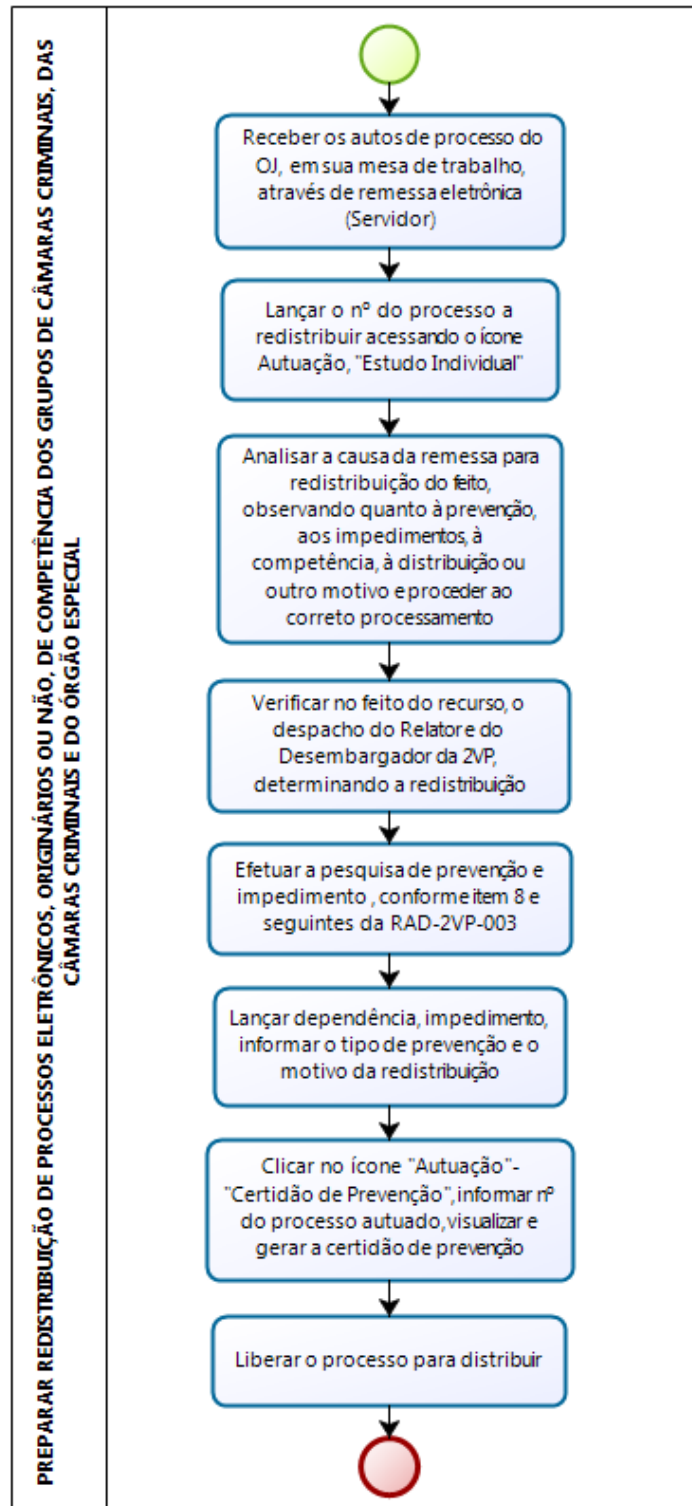 PREPARAR REDISTRIBUIÇÃO DE PROCESSOS ELETRÔNICOS, ORIGINÁRIOS OU NÃO, DE COMPETÊNCIA DOS GRUPOS DE CÂMARAS CRIMINAIS, DAS
CÂMARAS CRIMINAIS E DO ÓRGÃO ESPECIAL
Receber os autos de processo do
OJ, em sua mesa de trabalho,
através de remessa eletrônica
(Servidor)
Lançar o nº do processo a
redistribuir acessando o ícone
Autuação, "Estudo Individual"
Analisar a causa da remessa para
redistribuição do feito,
observando quanto à prevenção,
aos impedimentos, à
competência, à distribuição ou
outro motivo e proceder ao
correto processamento
Verificar no feito do recurso, o
despacho do Relator e do
Desembargador da 2VP,
determinando a redistribuição
Efetuar a pesquisa de prevenção e
impedimento , conforme item 8 e
seguintes da RAD-2VP-003
Lançar dependência, impedimento,
informar o tipo de prevenção e o
motivo da redistribuição
Clicar no ícone "Autuação"-
"Certidão de Prevenção", informar nº
do processo autuado, visualizar e
gerar a certidão de prevenção
Liberar o processo para distribuir